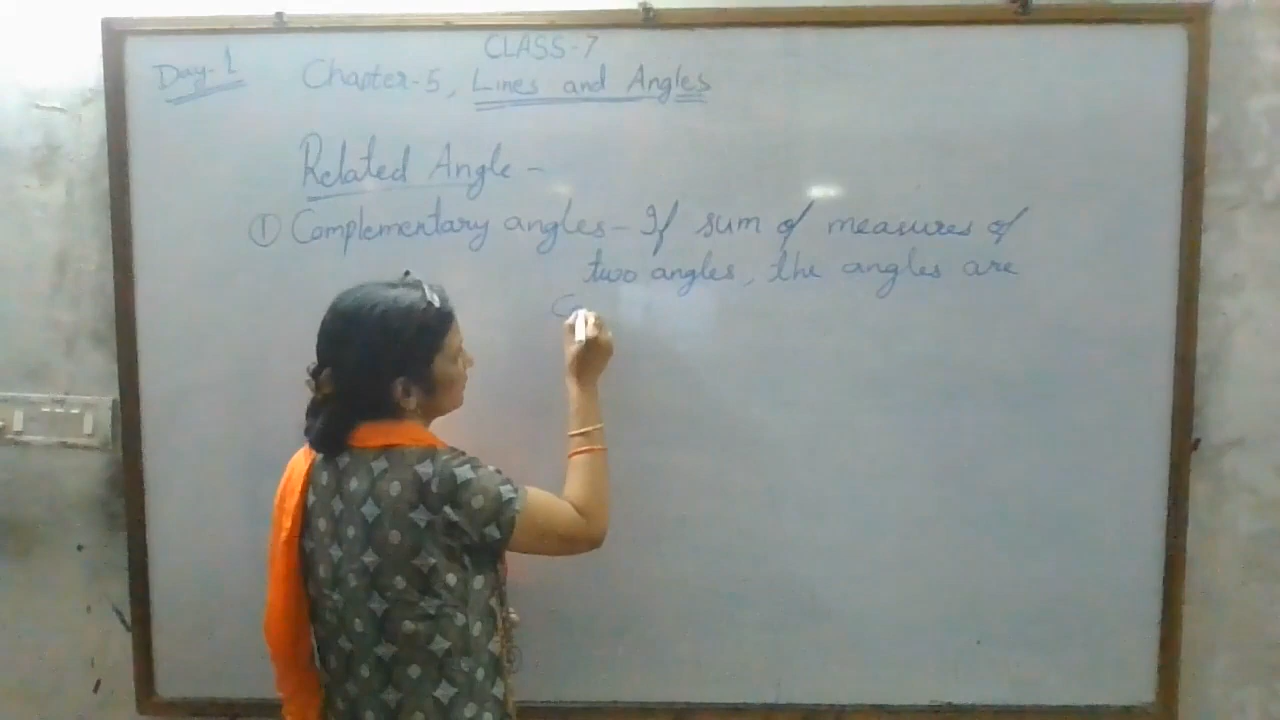 CLASS-7
Day-1
Chapter-5, Lines and Angles
Related Angle -
① Complementary angles - If sum of measures of
two angles, the angles are